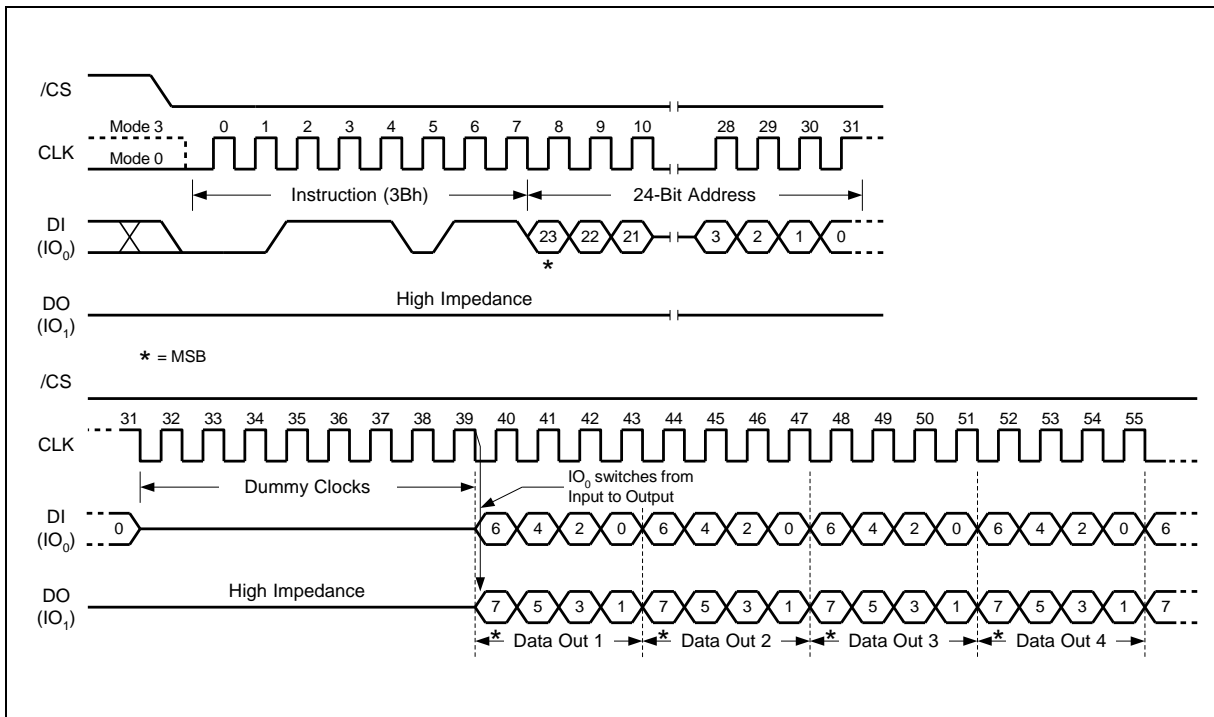 /CS
Mode 3 0 1 2 3 4 5 6 7 8 9 10 28 29 30 31
CLK
Mode 0
Instruction (3Bh) 24-Bit Address
DI
(IO0) 23 22 21 3 2 1 0
*
DO
(IO1)
High Impedance
* = MSB
/CS
31 32 33 34 35 36 37 38 39 40 41 42 43 44 45 46 47 48 49 50 51 52 53 54 55
CLK
Dummy Clocks
IO0 switches from
Input to Output
DI
(IO0) 0 6 4 2 0 6 4 2 0 6 4 2 0 6 4 2 0 6
DO
(IO1)
High Impedance
7 5 3 1 7 5 3 1 7 5 3 1 7 5 3 1 7
* Data Out 1 * Data Out 2 * Data Out 3 * Data Out 4